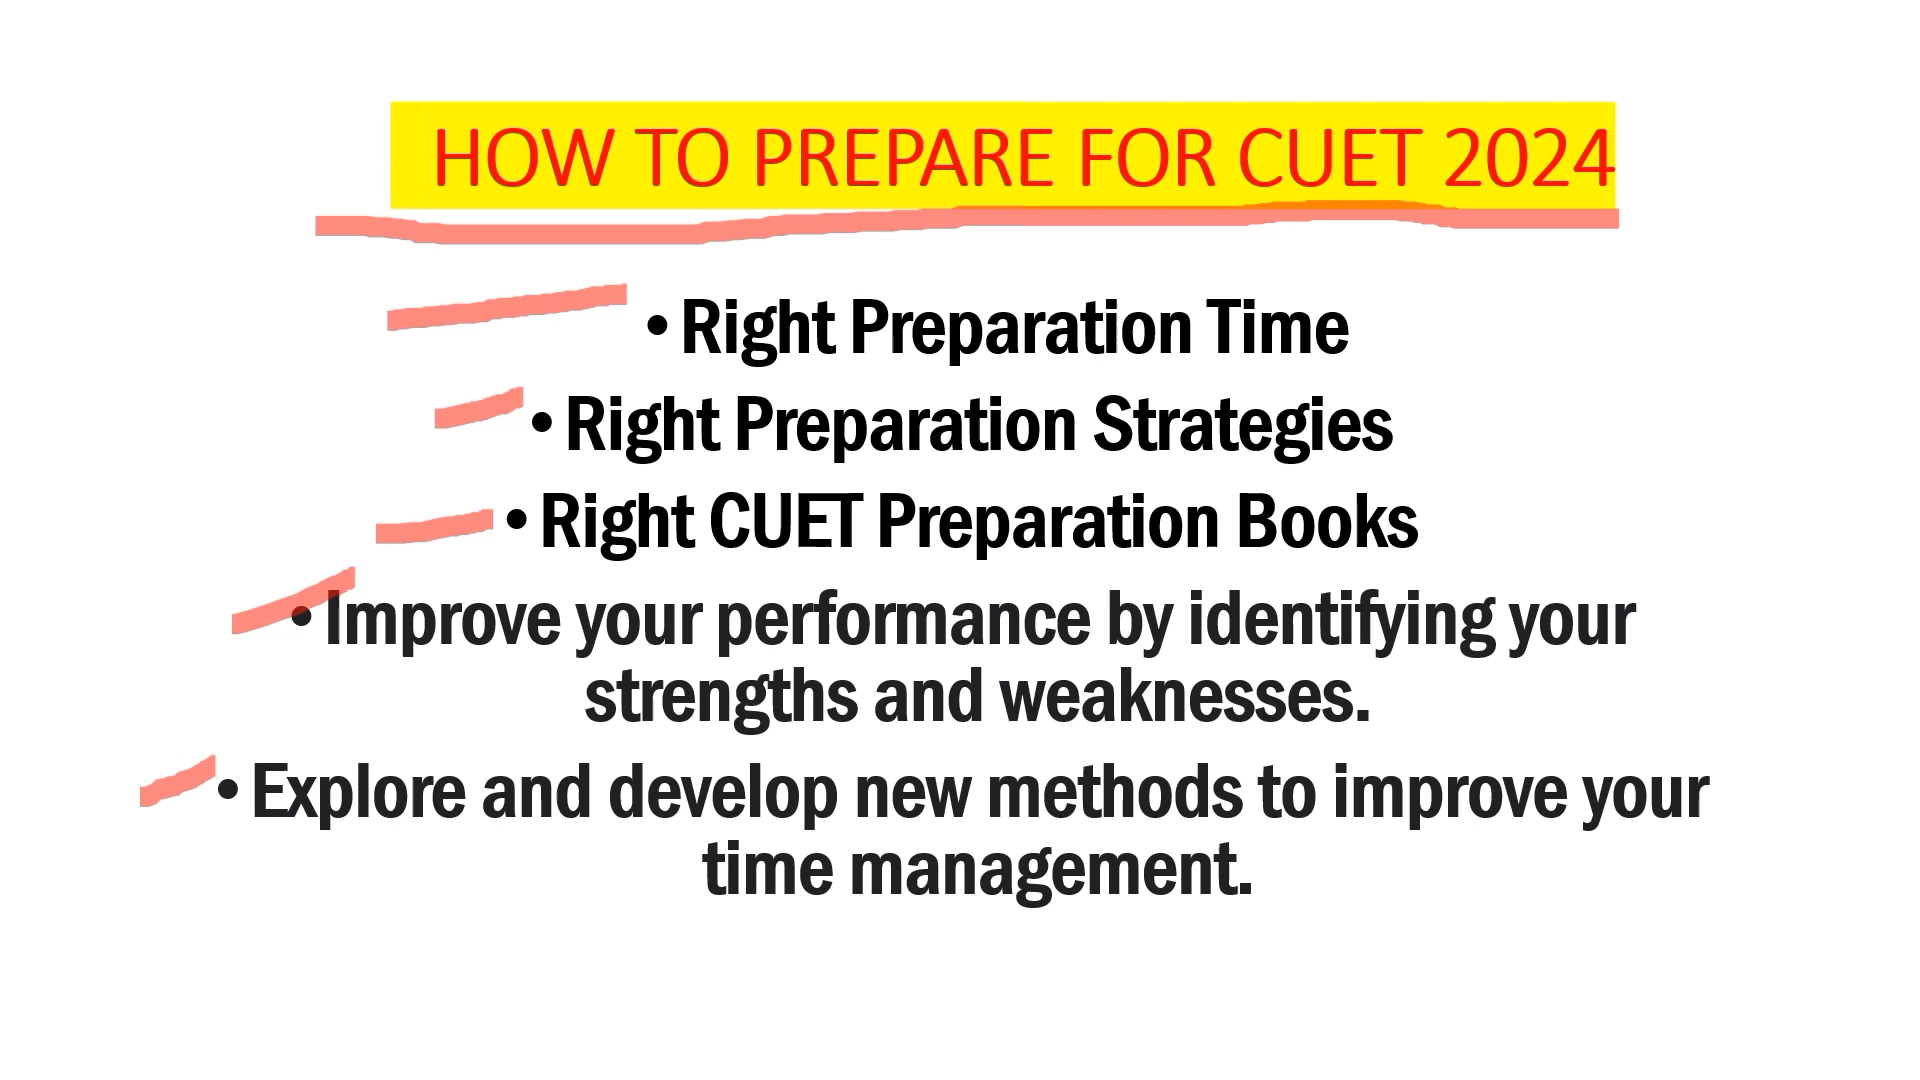 HOW TO PREPARE FOR CUET 2024
• Right Preparation Time
• Right Preparation Strategies
• Right CUET Preparation Books
• Improve your performance by identifying your
strengths and weaknesses.
• Explore and develop new methods to improve your
time management.